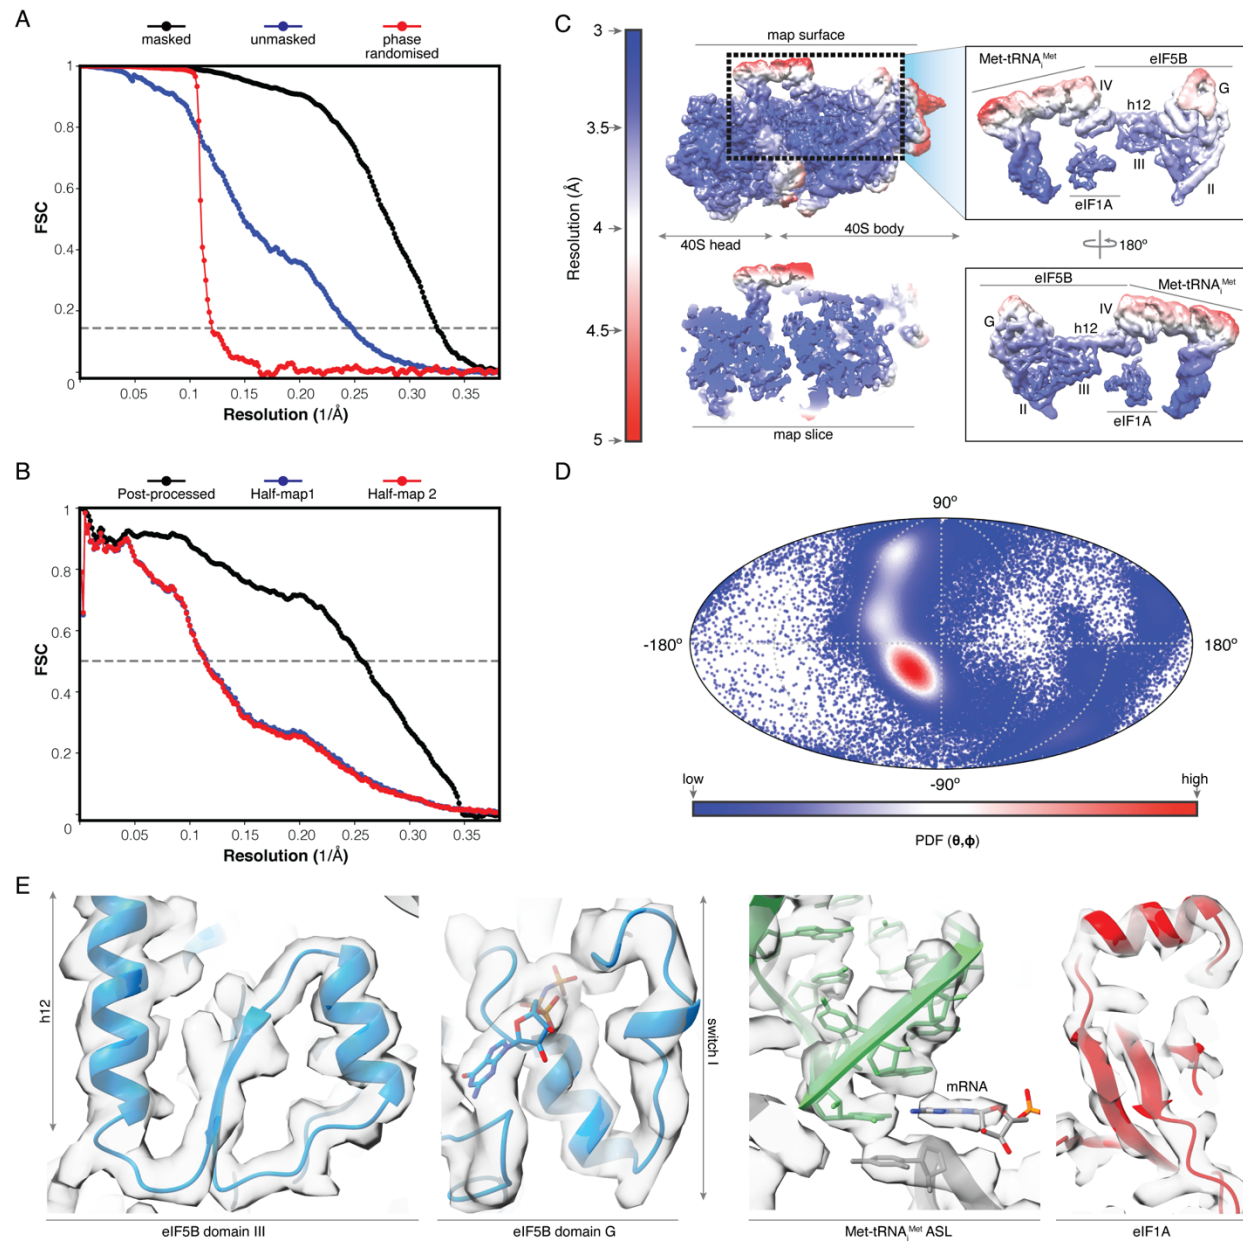 A
masked
unmasked
phase
randomised
1
0.8
0.6
0.4
0.2
0
FSC
0.05
0.1
0.15
0.20
0.25
0.30
0.35
Resolution (1/Å)
B
Post-processed
Half-map1
Half-map 2
1
0.8
0.6
0.4
0.2
0
FSC
0.05
0.1
0.15
0.20
0.25
0.30
0.35
Resolution (1/Å)
C
3
3.5
4
4.5
5
Resolution (Å)
map surface
40S head
40S body
map slice
Met-tRNAiMet
eIF5B
IV
G
h12
III
II
eIF1A
180º
eIF5B
Met-tRNAiMet
G
IV
h12
III
II
eIF1A
D
90º
-180º
180º
-90º
low
high
PDF (θ,ϕ)
E
h12
eIF5B domain III
switch I
eIF5B domain G
mRNA
Met-tRNAiMet ASL
eIF1A